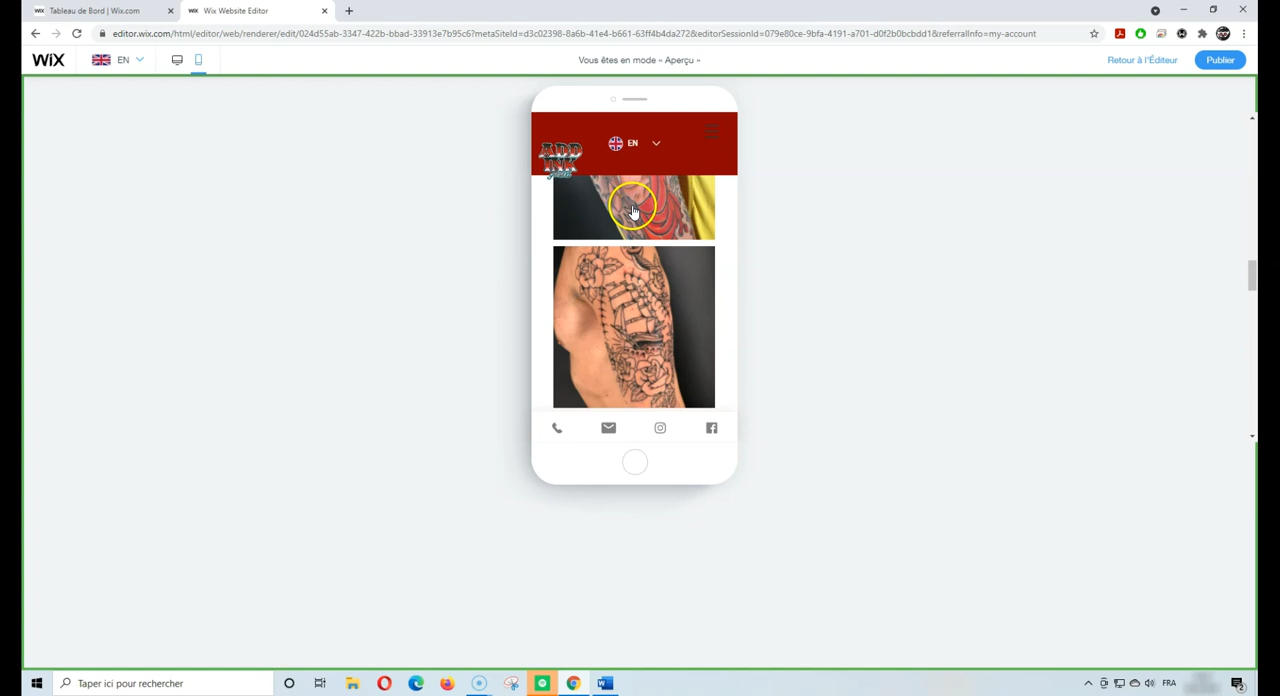 Tableau de Bord | Wix.com
Wix Website Editor
editor.wix.com/html/editor/web/renderer/edit/024d55ab-3347-422b-bbad-33913e7b95c6?metaSiteId=d3c02398-8a6b-41e4-b661-63ff4b4da272&editorSessionId=079e80ce-9bfa-4191-a701-d0f2b0bcbdd1&referralInfo=my-account
WiX
EN
Vous êtes en mode « Aperçu »
Retour à l'Éditeur
Publier
INK
EN
Taper ici pour rechercher
FRA
2